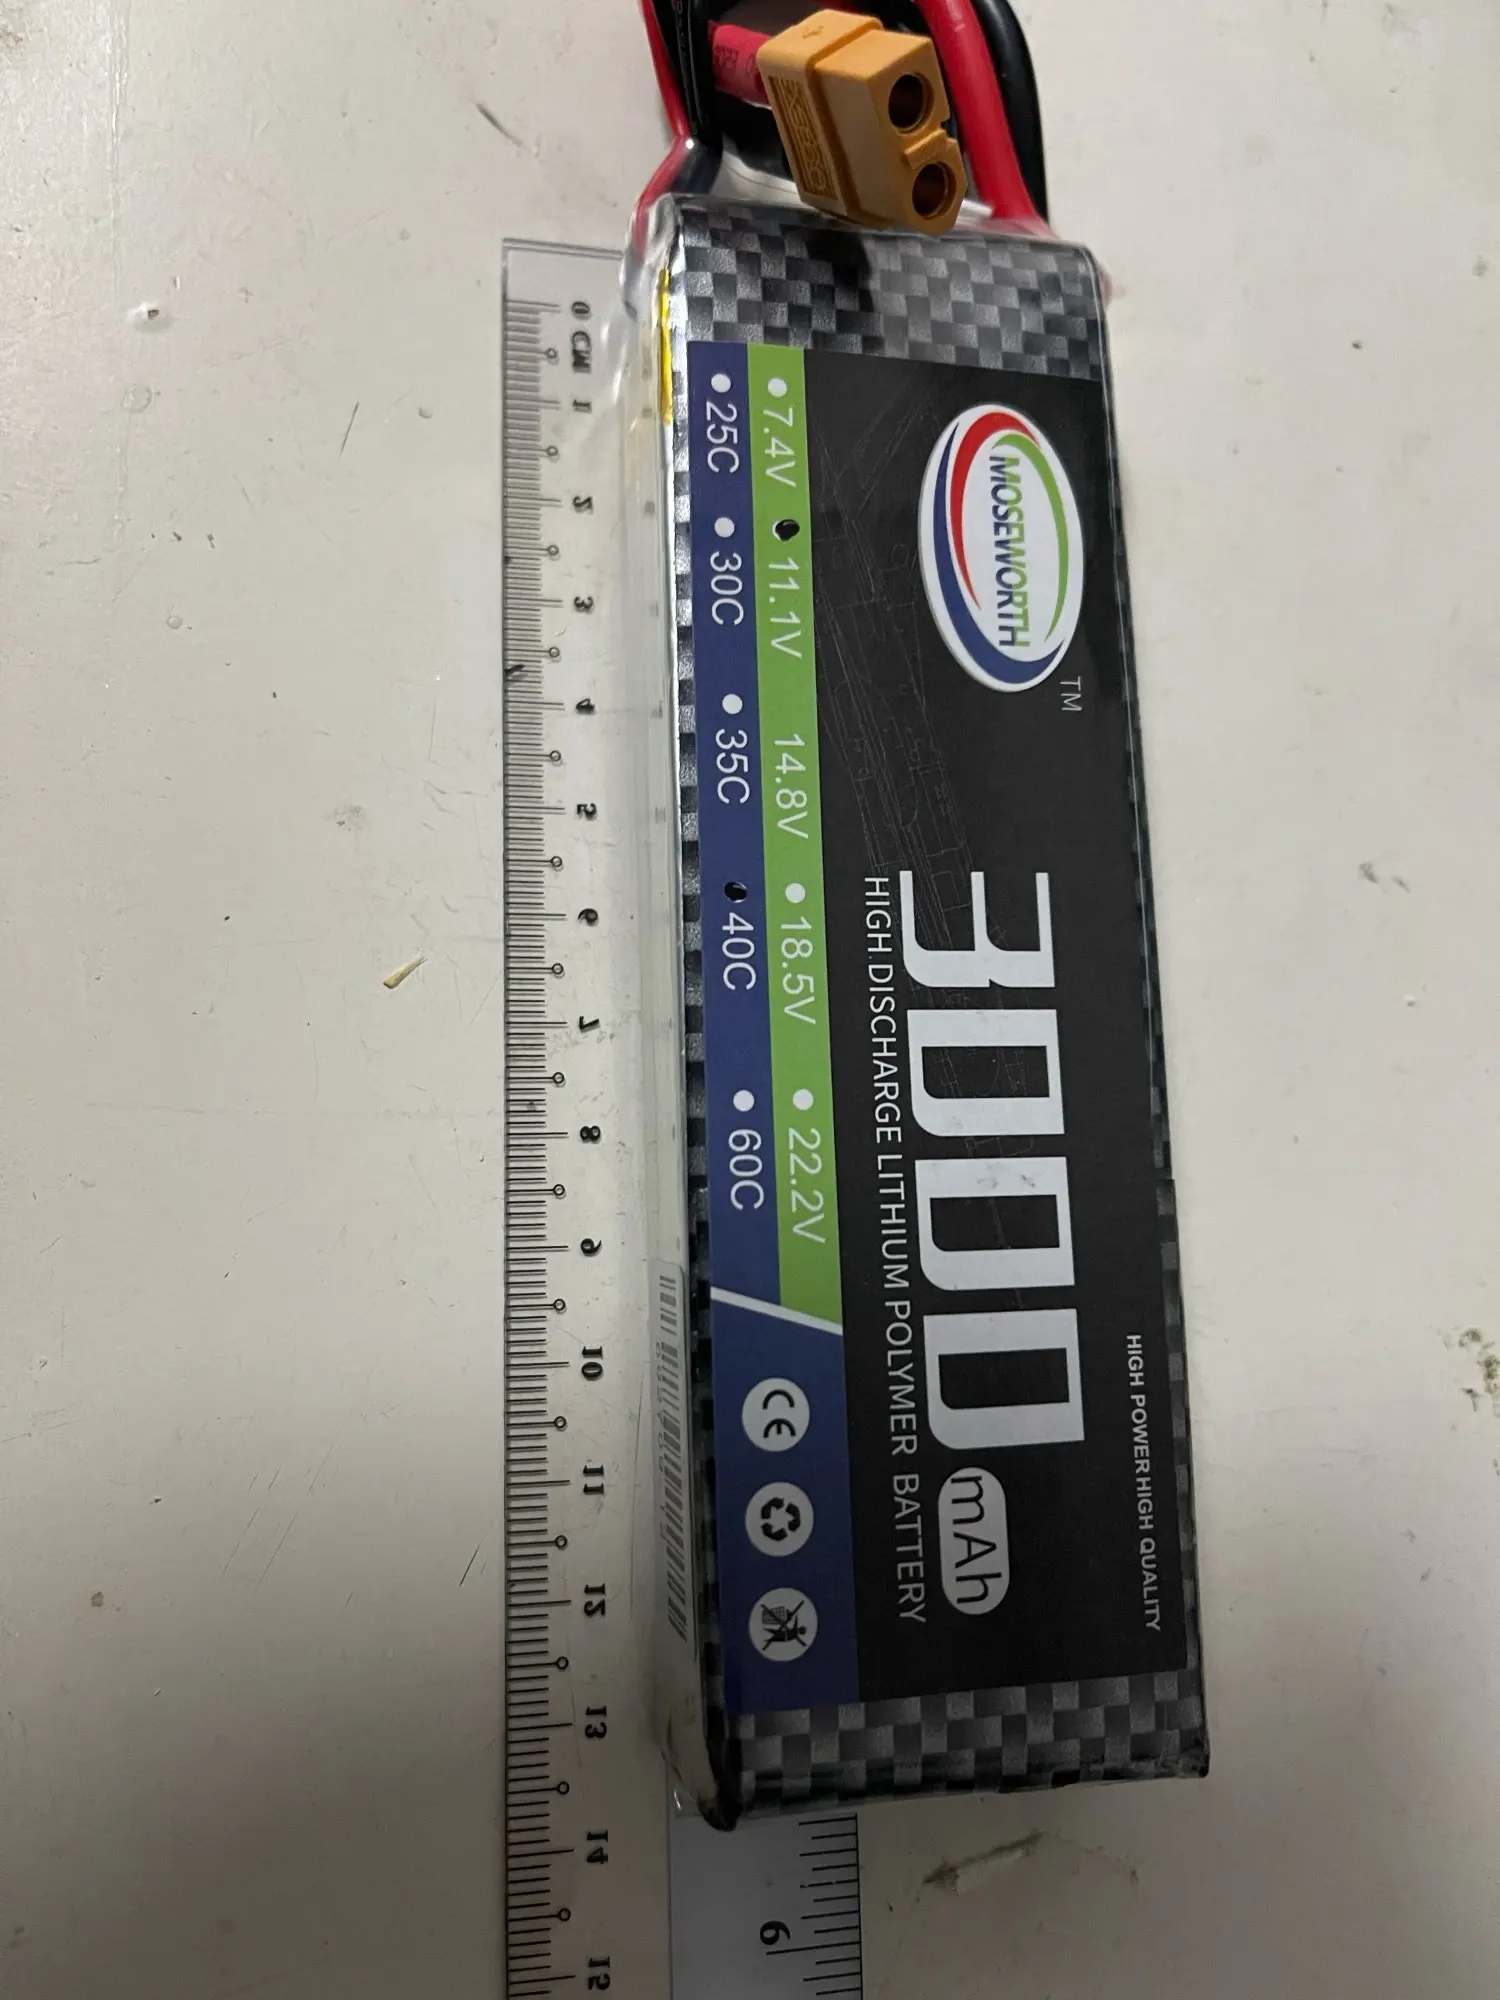 XT60
MOSEWORTH
TM
3000 mAh
HIGH POWER HIGH QUALITY
HIGH DISCHARGE LITHIUM POLYMER BATTERY
7.4V 11.1V 14.8V 18.5V 22.2V
25C 30C 35C 40C 60C
CE
0 CM 1 2 3 4 5 6 7 8 9 10 11 12 13 14 15
6